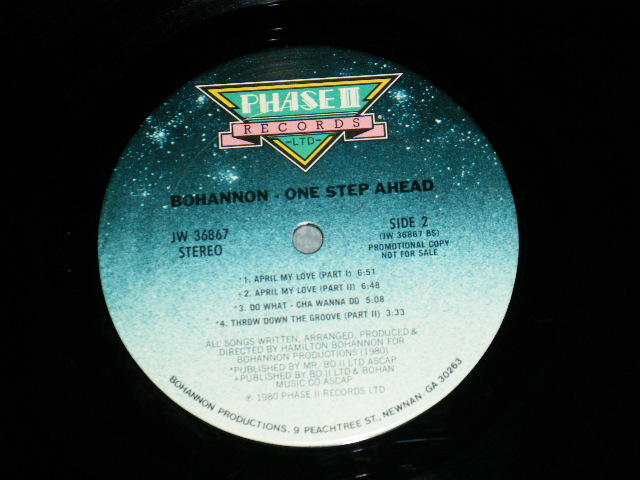 PHASE II
RECORDS
-LTD-
BOHANNON - ONE STEP AHEAD
JW 36867
STEREO
SIDE 2
(JW 36867 BS)
PROMOTIONAL COPY
NOT FOR SALE
*1. APRIL MY LOVE (PART I) 6:51
+2. APRIL MY LOVE (PART II) 6:48
*3. DO WHAT - CHA WANNA DO 5:08
*4. THROW DOWN THE GROOVE (PART II) 3:33
ALL SONGS WRITTEN, ARRANGED, PRODUCED &
DIRECTED BY HAMILTON BOHANNON FOR
BOHANNON PRODUCTIONS (1980)
*PUBLISHED BY MR. BO II LTD ASCAP
+PUBLISHED BY BO II LTD & BOHAN
MUSIC CO ASCAP
℗ 1980 PHASE II RECORDS LTD
BOHANNON PRODUCTIONS, 9 PEACHTREE ST., NEWNAN, GA 30263